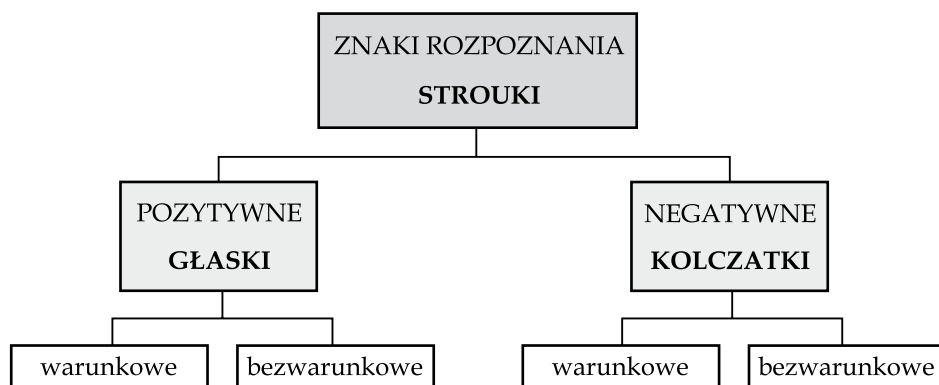 ZNAKI ROZPOZNANIA
STROUKI
POZYTYWNE
GŁASKI
NEGATYWNE
KOLCZATKI
warunkowe
bezwarunkowe
warunkowe
bezwarunkowe